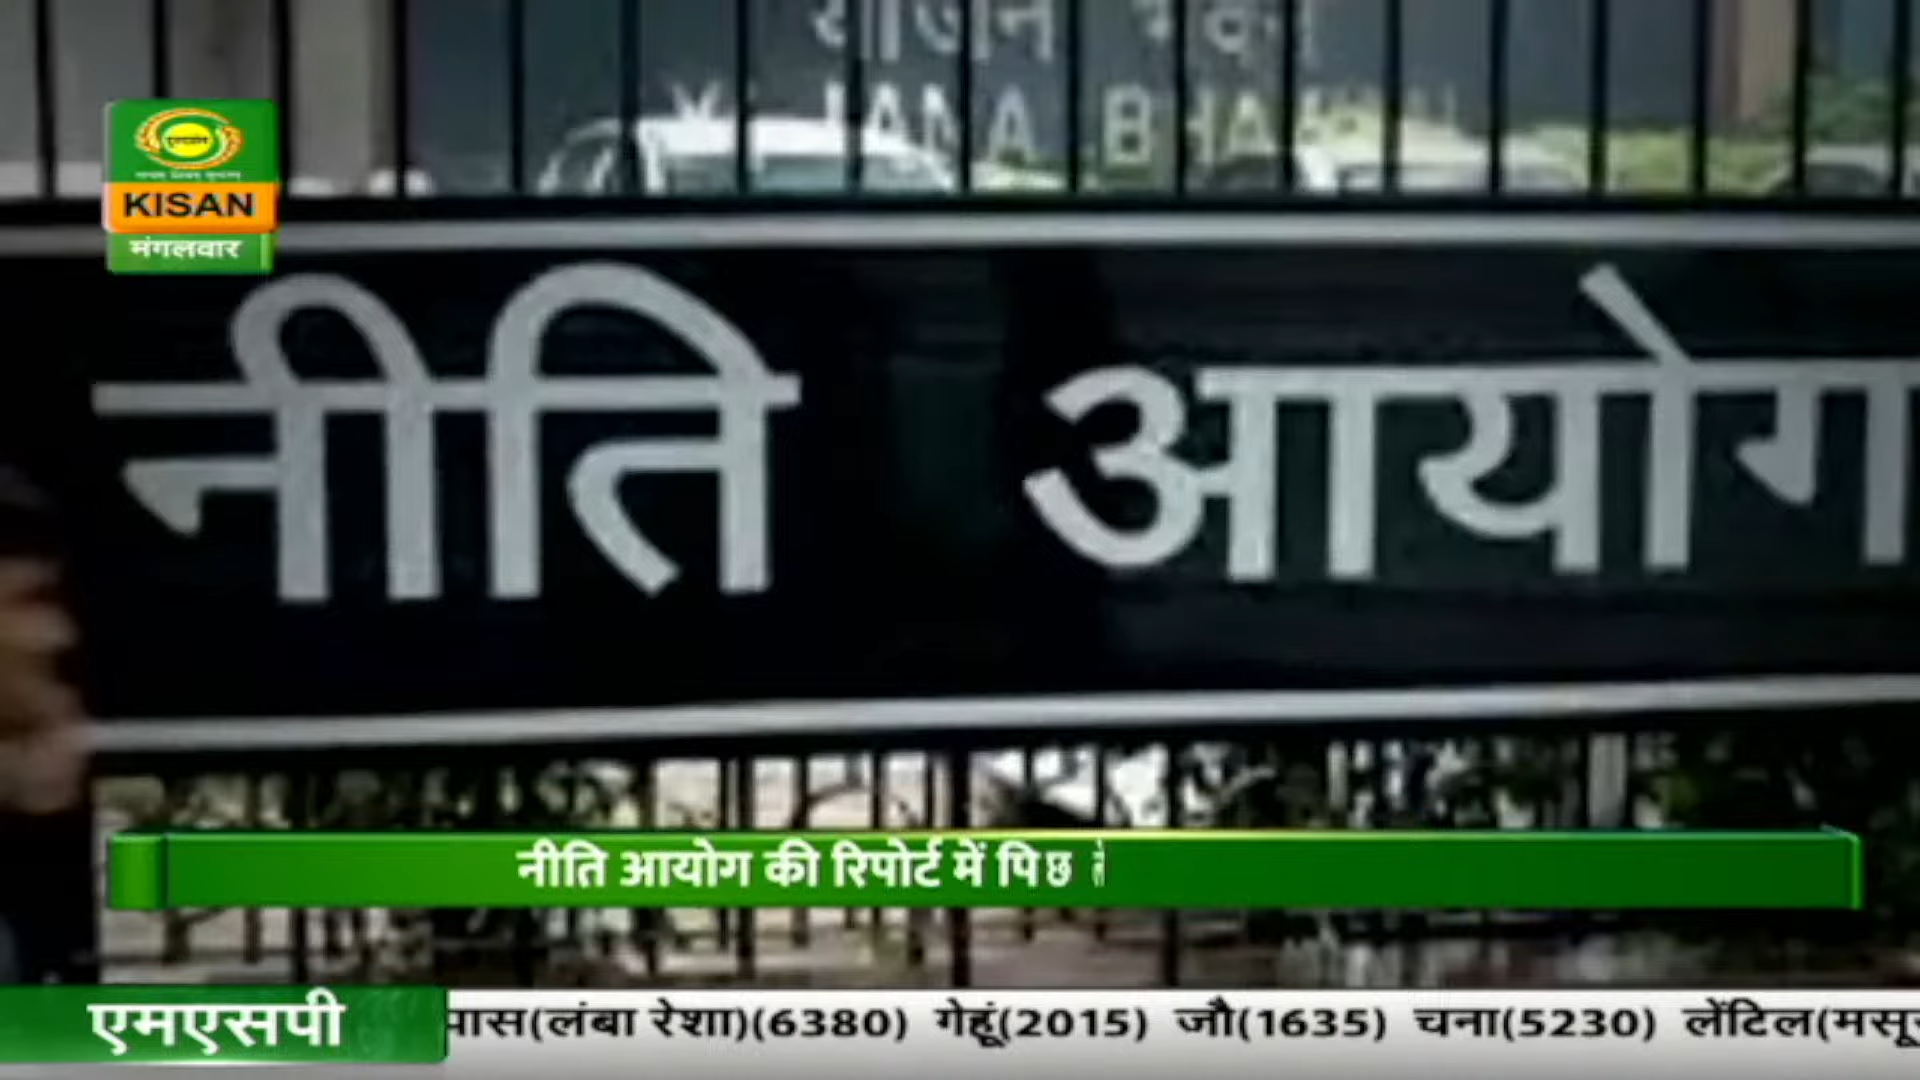 KISAN
मंगलवार
नीति आयोग
नीति आयोग की रिपोर्ट में
एमएसपी
(लंबा रेशा)(6380) गेहूं(2015) जौ(1635) चना(5230) लेंटिल